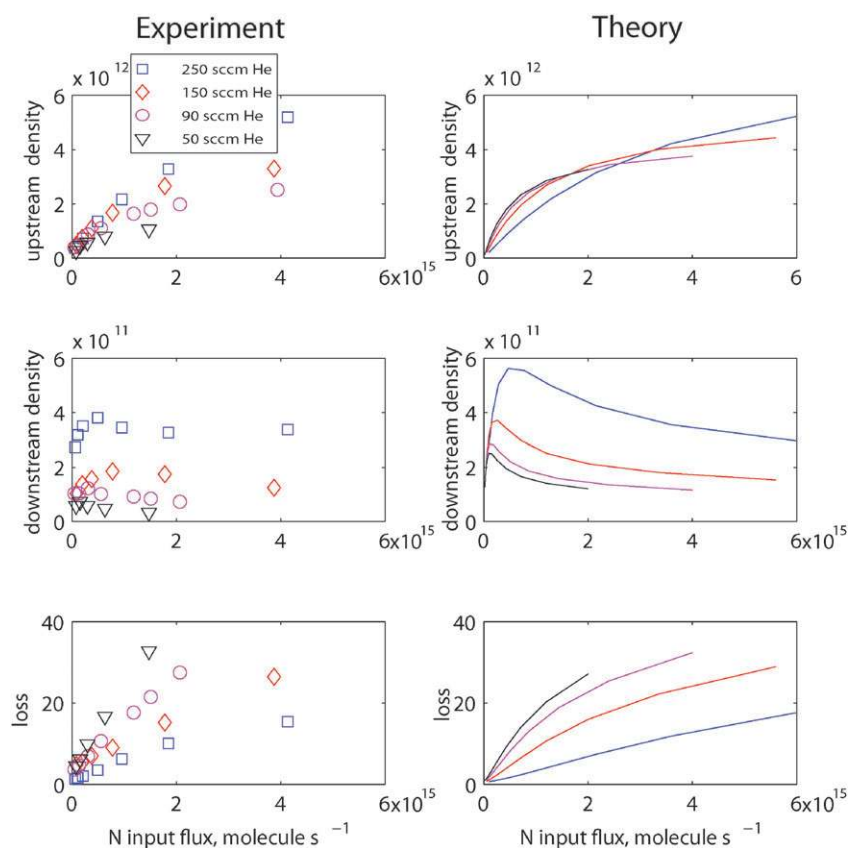 Experiment
Theory
x 10 12
250 sccm He
150 sccm He
90 sccm He
50 sccm He
upstream density
6
4
2
0
0 2 4 6x10 15
x 10 12
upstream density
6
4
2
0
0 2 4 6
x 10 11
downstream density
6
4
2
0
0 2 4 6x10 15
x 10 11
downstream density
6
4
2
0
0 2 4 6x10 15
loss
40
20
0
0 2 4 6x10 15
N input flux, molecule s −1
loss
40
20
0
0 2 4 6x10 15
N input flux, molecule s −1